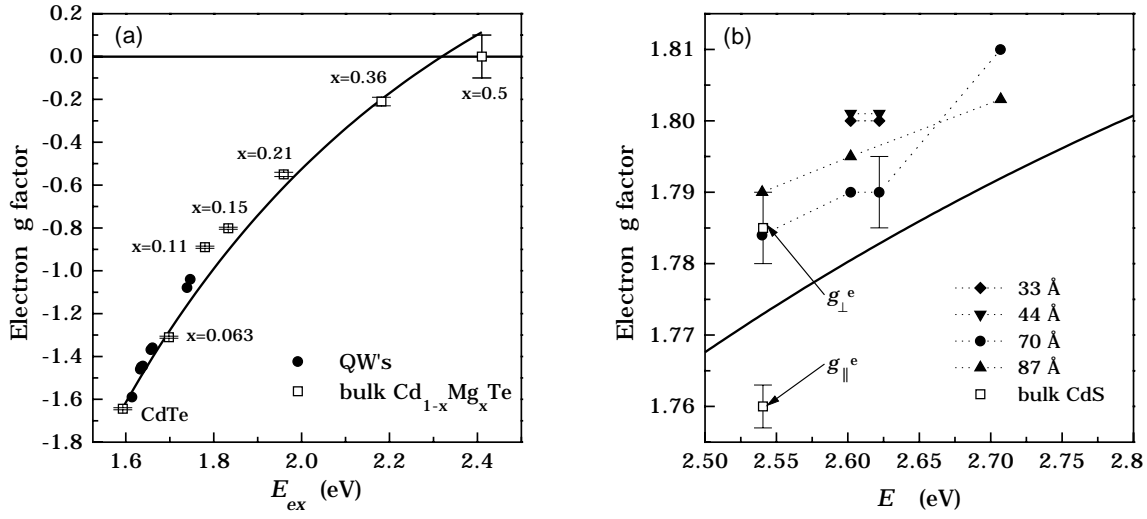 (a)
Electron g factor
0.2
0.0
-0.2
-0.4
-0.6
-0.8
-1.0
-1.2
-1.4
-1.6
-1.8
x=0.36
x=0.5
x=0.21
x=0.15
x=0.11
x=0.063
CdTe
QW's
bulk Cd1-xMgxTe
1.6 1.8 2.0 2.2 2.4
Eex (eV)
(b)
Electron g factor
1.81
1.80
1.79
1.78
1.77
1.76
g⊥e
g∥e
33 Å
44 Å
70 Å
87 Å
bulk CdS
2.50 2.55 2.60 2.65 2.70 2.75 2.8
E (eV)